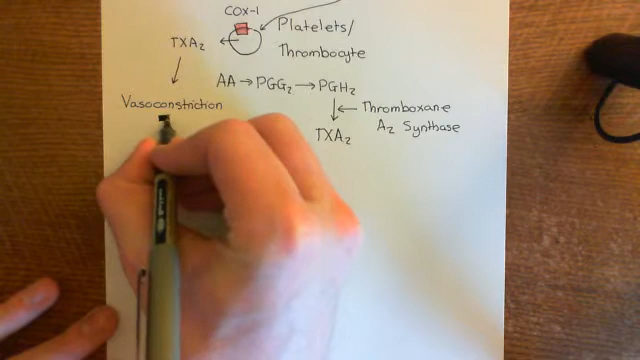 COX-1
Platelets/
Thrombocyte
TXA2
AA → PGG2 → PGH2
Vasoconstriction
Thromboxane
A2 Synthase
TXA2